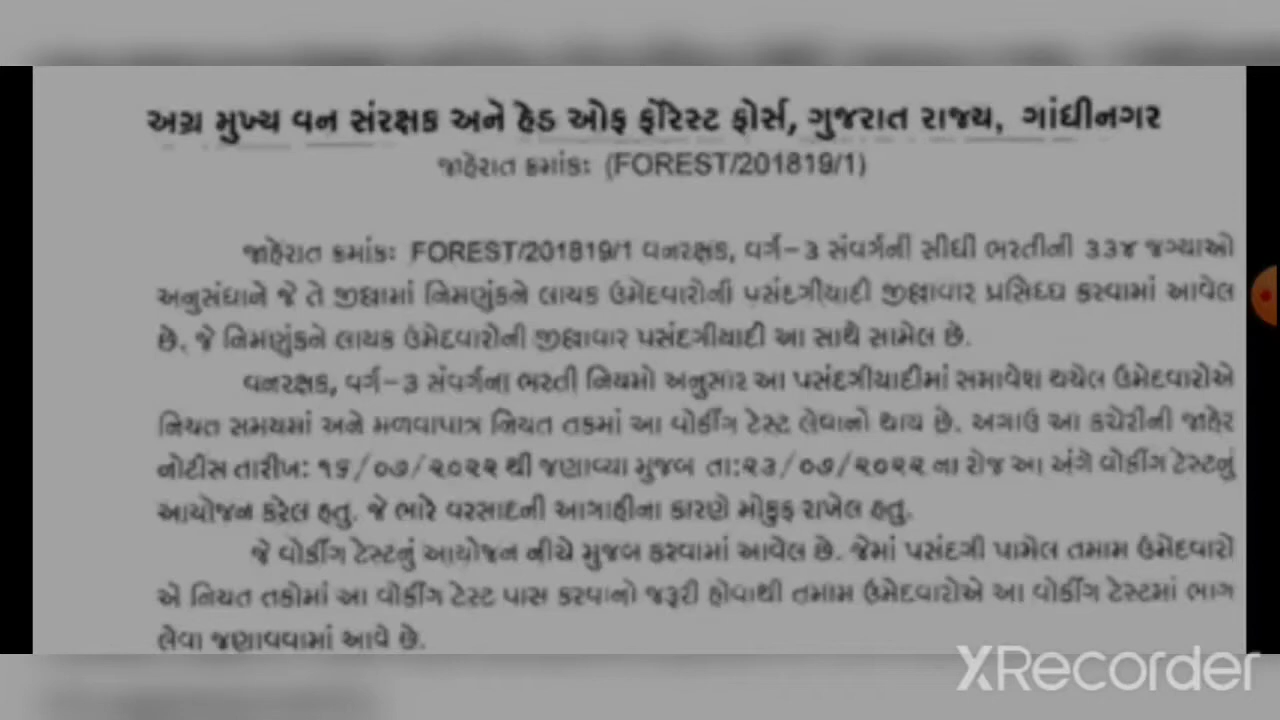 અગ્ર મુખ્ય વન સંરક્ષક અને હેડ ઓફ ફોરેસ્ટ ફોર્સ, ગુજરાત રાજ્ય, ગાંધીનગર
જાહેરાત ક્રમાંકઃ (FOREST/201819/1)
જાહેરાત ક્રમાંકઃ FOREST/201819/1 વનરક્ષક, વર્ગ-૩ સંવર્ગની સીધી ભરતીની ૩૩૪ જગ્યાઓ
અનુસંધાને જે તે જીલ્લામાં નિમણુંકને લાયક ઉમેદવારોની પસંદગીયાદી જીલ્લાવાર પ્રસિધ્ધ કરવામાં આવેલ
છે. જે નિમણુંકને લાયક ઉમેદવારોની જીલ્લાવાર પસંદગીયાદી આ સાથે સામેલ છે.
વનરક્ષક, વર્ગ-૩ સંવર્ગના ભરતી નિયમો અનુસાર આ પસંદગીયાદીમાં સમાવેશ થયેલ ઉમેદવારોએ
નિયત સમયમાં અને મળવાપાત્ર નિયત તકમાં આ વોર્કીંગ ટેસ્ટ લેવાનો થાય છે. અગાઉ આ કચેરીની જાહેર
નોટીસ તારીખ: ૧૬/૦૭/૨૦૨૨ થી જણાવ્યા મુજબ તા:૨૩/૦૭/૨૦૨૨ ના રોજ આ અંગે વોર્કીંગ ટેસ્ટનું
આયોજન કરેલ હતુ. જે ભારે વરસાદની આગાહીના કારણે મોકુફ રાખેલ હતુ.
જે વોર્કીંગ ટેસ્ટનું આયોજન નીચે મુજબ કરવામાં આવેલ છે. જેમાં પસંદગી પામેલ તમામ ઉમેદવારો
એ નિયત તકોમાં આ વોર્કીંગ ટેસ્ટ પાસ કરવાનો જરૂરી હોવાથી તમામ ઉમેદવારોએ આ વોર્કીંગ ટેસ્ટમાં ભાગ
લેવા જણાવવામાં આવે છે.
XRecorder